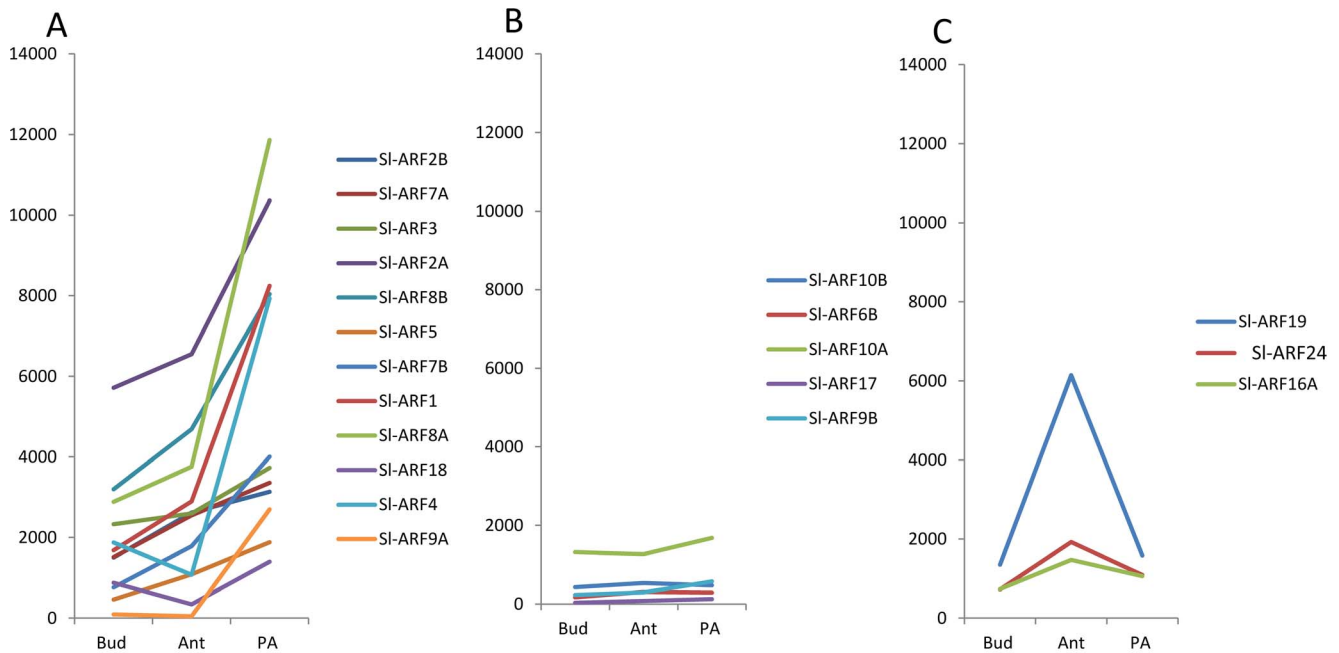 A
14000
12000
10000
8000
6000
4000
2000
0
Bud Ant PA
Sl-ARF2B
Sl-ARF7A
Sl-ARF3
Sl-ARF2A
Sl-ARF8B
Sl-ARF5
Sl-ARF7B
Sl-ARF1
Sl-ARF8A
Sl-ARF18
Sl-ARF4
Sl-ARF9A
B
14000
12000
10000
8000
6000
4000
2000
0
Bud Ant PA
Sl-ARF10B
Sl-ARF6B
Sl-ARF10A
Sl-ARF17
Sl-ARF9B
C
14000
12000
10000
8000
6000
4000
2000
0
Bud Ant PA
Sl-ARF19
Sl-ARF24
Sl-ARF16A